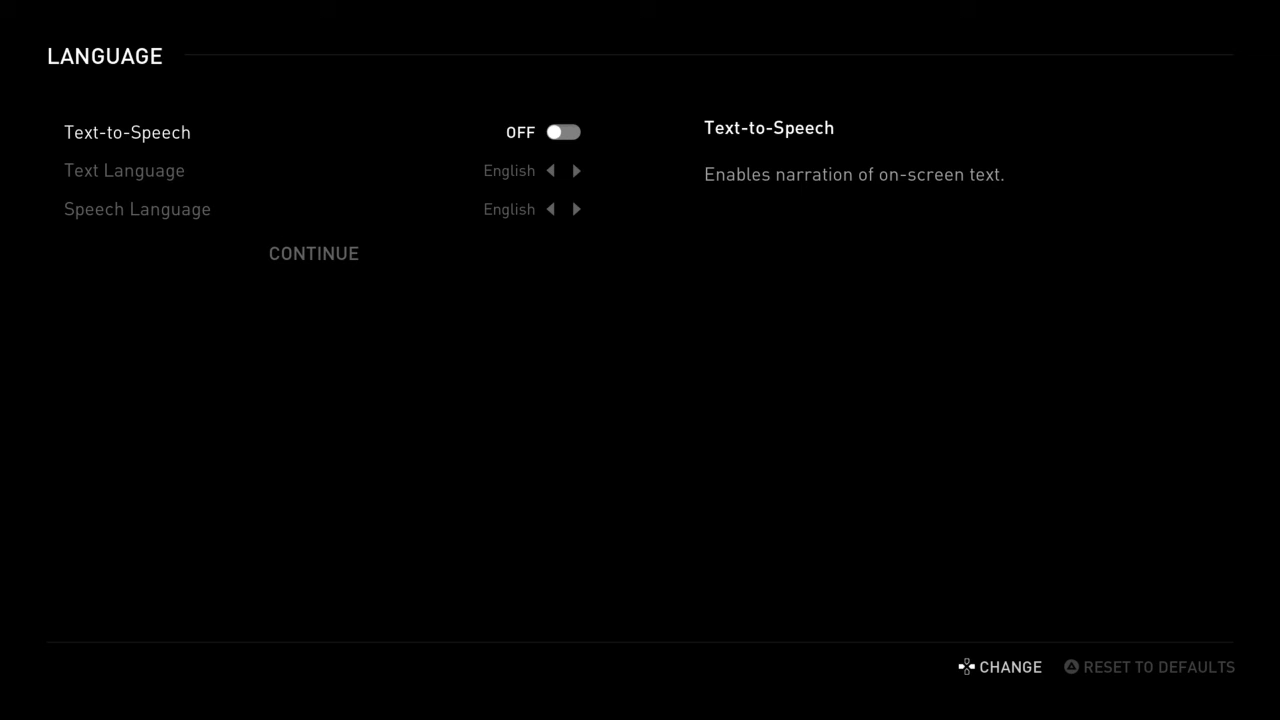 LANGUAGE
Text-to-Speech OFF
Text Language English
Speech Language English
CONTINUE
Text-to-Speech
Enables narration of on-screen text.
CHANGE RESET TO DEFAULTS